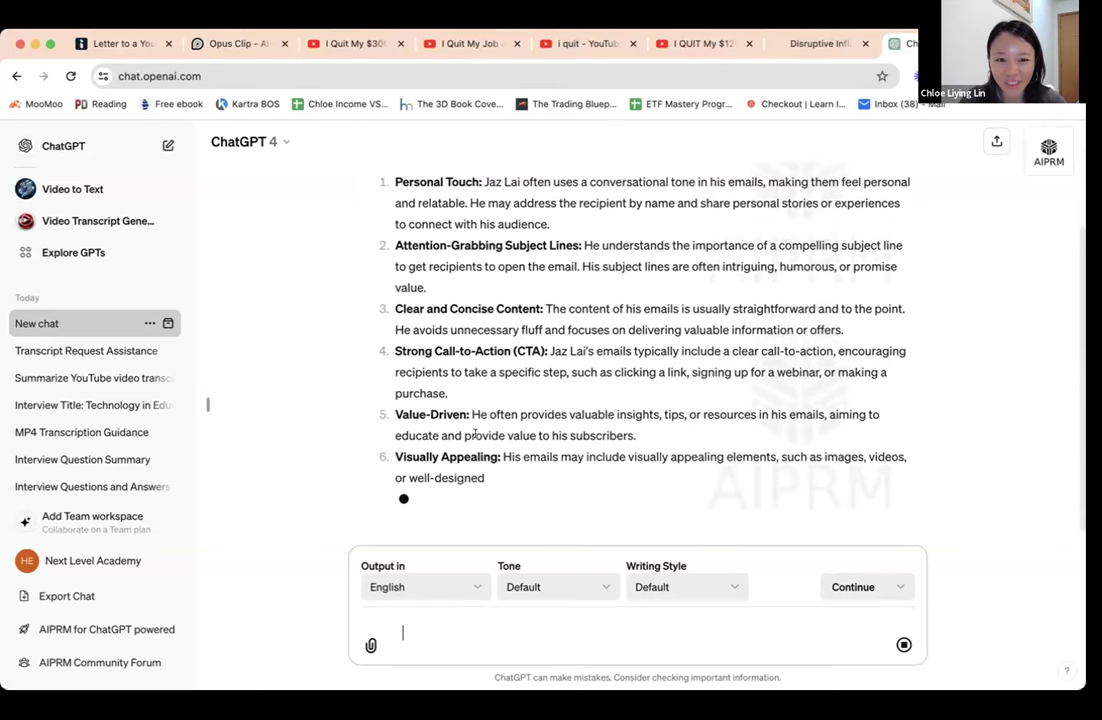 Letter to a You
Opus Clip - AI
I Quit My $30
I Quit My Job
i quit - YouTube
I QUIT My $12
Disruptive Infl
Ch
chat.openai.com
MooMoo
Reading
Free ebook
Kartra BOS
Chloe Income VS...
The 3D Book Cove...
The Trading Bluep...
ETF Mastery Progr...
Checkout | Learn I...
Inbox (38)
Chloe Liying Lin
ChatGPT
ChatGPT 4
AIPRM
Video to Text
Video Transcript Gene...
Explore GPTs
Today
New chat
Transcript Request Assistance
Summarize YouTube video transc
Interview Title: Technology in Edu
MP4 Transcription Guidance
Interview Question Summary
Interview Questions and Answers
Add Team workspace
Collaborate on a Team plan
HE
Next Level Academy
Export Chat
AIPRM for ChatGPT powered
AIPRM Community Forum
1. Personal Touch: Jaz Lai often uses a conversational tone in his emails, making them feel personal
and relatable. He may address the recipient by name and share personal stories or experiences
to connect with his audience.
2. Attention-Grabbing Subject Lines: He understands the importance of a compelling subject line
to get recipients to open the email. His subject lines are often intriguing, humorous, or promise
value.
3. Clear and Concise Content: The content of his emails is usually straightforward and to the point.
He avoids unnecessary fluff and focuses on delivering valuable information or offers.
4. Strong Call-to-Action (CTA): Jaz Lai's emails typically include a clear call-to-action, encouraging
recipients to take a specific step, such as clicking a link, signing up for a webinar, or making a
purchase.
5. Value-Driven: He often provides valuable insights, tips, or resources in his emails, aiming to
educate and provide value to his subscribers.
6. Visually Appealing: His emails may include visually appealing elements, such as images, videos,
or well-designed
AIPRM
AIPRM
Output in
Tone
Writing Style
English
Default
Default
Continue
ChatGPT can make mistakes. Consider checking important information.
?